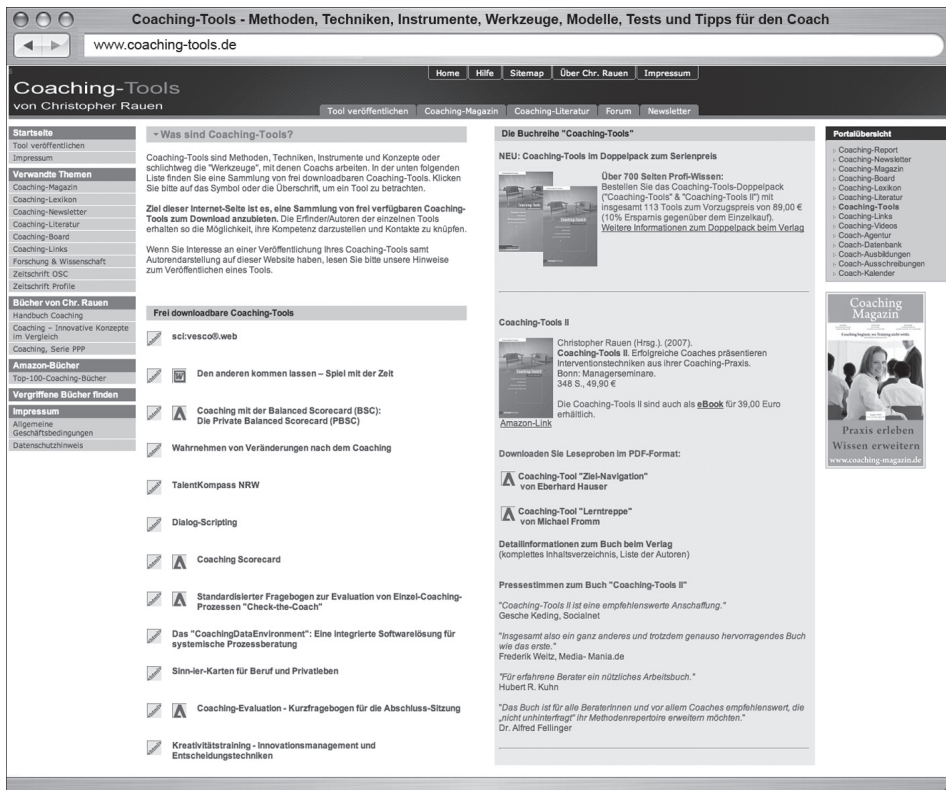 Coaching-Tools - Methoden, Techniken, Instrumente, Werkzeuge, Modelle, Tests und Tipps für den Coach
www.coaching-tools.de
Home
Hilfe
Sitemap
Über Chr. Rauen
Impressum
Coaching-Tools
von Christopher Rauen
Tool veröffentlichen
Coaching-Magazin
Coaching-Literatur
Forum
Newsletter
Startseite
Tool veröffentlichen
Impressum
Verwandte Themen
Coaching-Magazin
Coaching-Lexikon
Coaching-Newsletter
Coaching-Literatur
Coaching-Board
Coaching-Links
Forschung & Wissenschaft
Zeitschrift OSC
Zeitschrift Profile
Bücher von Chr. Rauen
Handbuch Coaching
Coaching – Innovative Konzepte
im Vergleich
Coaching, Serie PPP
Amazon-Bücher
Top-100-Coaching-Bücher
Vergriffene Bücher finden
Impressum
Allgemeine
Geschäftsbedingungen
Datenschutzhinweis
Was sind Coaching-Tools?
Coaching-Tools sind Methoden, Techniken, Instrumente und Konzepte oder
schlichtweg die "Werkzeuge", mit denen Coachs arbeiten. In der unten folgenden
Liste finden Sie eine Sammlung von frei downloadbaren Coaching-Tools. Klicken
Sie bitte auf das Symbol oder die Überschrift, um ein Tool zu betrachten.
Ziel dieser Internet-Seite ist es, eine Sammlung von frei verfügbaren Coaching-
Tools zum Download anzubieten. Die Erfinder/Autoren der einzelnen Tools
erhalten so die Möglichkeit, ihre Kompetenz darzustellen und Kontakte zu knüpfen.
Wenn Sie Interesse an einer Veröffentlichung Ihres Coaching-Tools samt
Autorendarstellung auf dieser Website haben, lesen Sie bitte unsere Hinweise
zum Veröffentlichen eines Tools.
Frei downloadbare Coaching-Tools
sci:vesco®.web
Den anderen kommen lassen – Spiel mit der Zeit
Coaching mit der Balanced Scorecard (BSC):
Die Private Balanced Scorecard (PBSC)
Wahrnehmen von Veränderungen nach dem Coaching
TalentKompass NRW
Dialog-Scripting
Coaching Scorecard
Standardisierter Fragebogen zur Evaluation von Einzel-Coaching-
Prozessen "Check-the-Coach"
Das "CoachingDataEnvironment": Eine integrierte Softwarelösung für
systemische Prozessberatung
Sinn-ier-Karten für Beruf und Privatleben
Coaching-Evaluation - Kurzfragebogen für die Abschluss-Sitzung
Kreativitätstraining - Innovationsmanagement und
Entscheidungstechniken
Die Buchreihe "Coaching-Tools"
NEU: Coaching-Tools im Doppelpack zum Serienpreis
Über 700 Seiten Profi-Wissen:
Bestellen Sie das Coaching-Tools-Doppelpack
("Coaching-Tools" & "Coaching-Tools II") mit
insgesamt 113 Tools zum Vorzugspreis von 89,00 €
(10% Ersparnis gegenüber dem Einzelkauf).
Weitere Informationen zum Doppelpack beim Verlag
Coaching-Tools II
Christopher Rauen (Hrsg.). (2007).
Coaching-Tools II. Erfolgreiche Coaches präsentieren
Interventionstechniken aus ihrer Coaching-Praxis.
Bonn: Managerseminare.
348 S., 49,90 €
Die Coaching-Tools II sind auch als eBook für 39,00 Euro
erhältlich.
Amazon-Link
Downloaden Sie Leseproben im PDF-Format:
Coaching-Tool "Ziel-Navigation"
von Eberhard Hauser
Coaching-Tool "Lerntreppe"
von Michael Fromm
Detailinformationen zum Buch beim Verlag
(komplettes Inhaltsverzeichnis, Liste der Autoren)
Pressestimmen zum Buch "Coaching-Tools II"
"Coaching-Tools II ist eine empfehlenswerte Anschaffung."
Gesche Keding, Socialnet
"Insgesamt also ein ganz anderes und trotzdem genauso hervorragendes Buch
wie das erste."
Frederik Weitz, Media- Mania.de
"Für erfahrene Berater ein nützliches Arbeitsbuch."
Hubert R. Kuhn
"Das Buch ist für alle BeraterInnen und vor allem Coaches empfehlenswert, die
„nicht unhinterfragt" ihr Methodenrepertoire erweitern möchten."
Dr. Alfred Fellinger
Portalübersicht
Coaching-Report
Coaching-Newsletter
Coaching-Magazin
Coaching-Board
Coaching-Lexikon
Coaching-Literatur
Coaching-Tools
Coaching-Links
Coaching-Videos
Coach-Agentur
Coach-Datenbank
Coach-Ausbildungen
Coach-Ausschreibungen
Coach-Kalender
Coaching
Magazin
Praxis erleben
Wissen erweitern
www.coaching-magazin.de